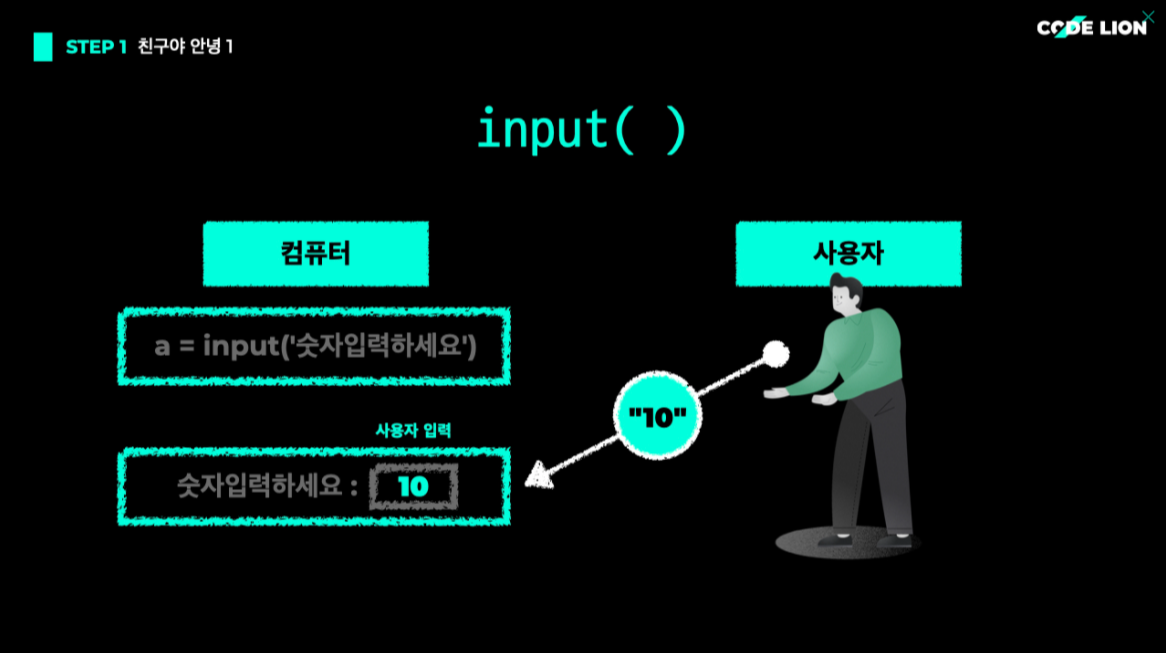 STEP 1 친구야 안녕 1
CODE LION
input( )
컴퓨터
사용자
a = input('숫자입력하세요')
"10"
사용자 입력
숫자입력하세요 : 10